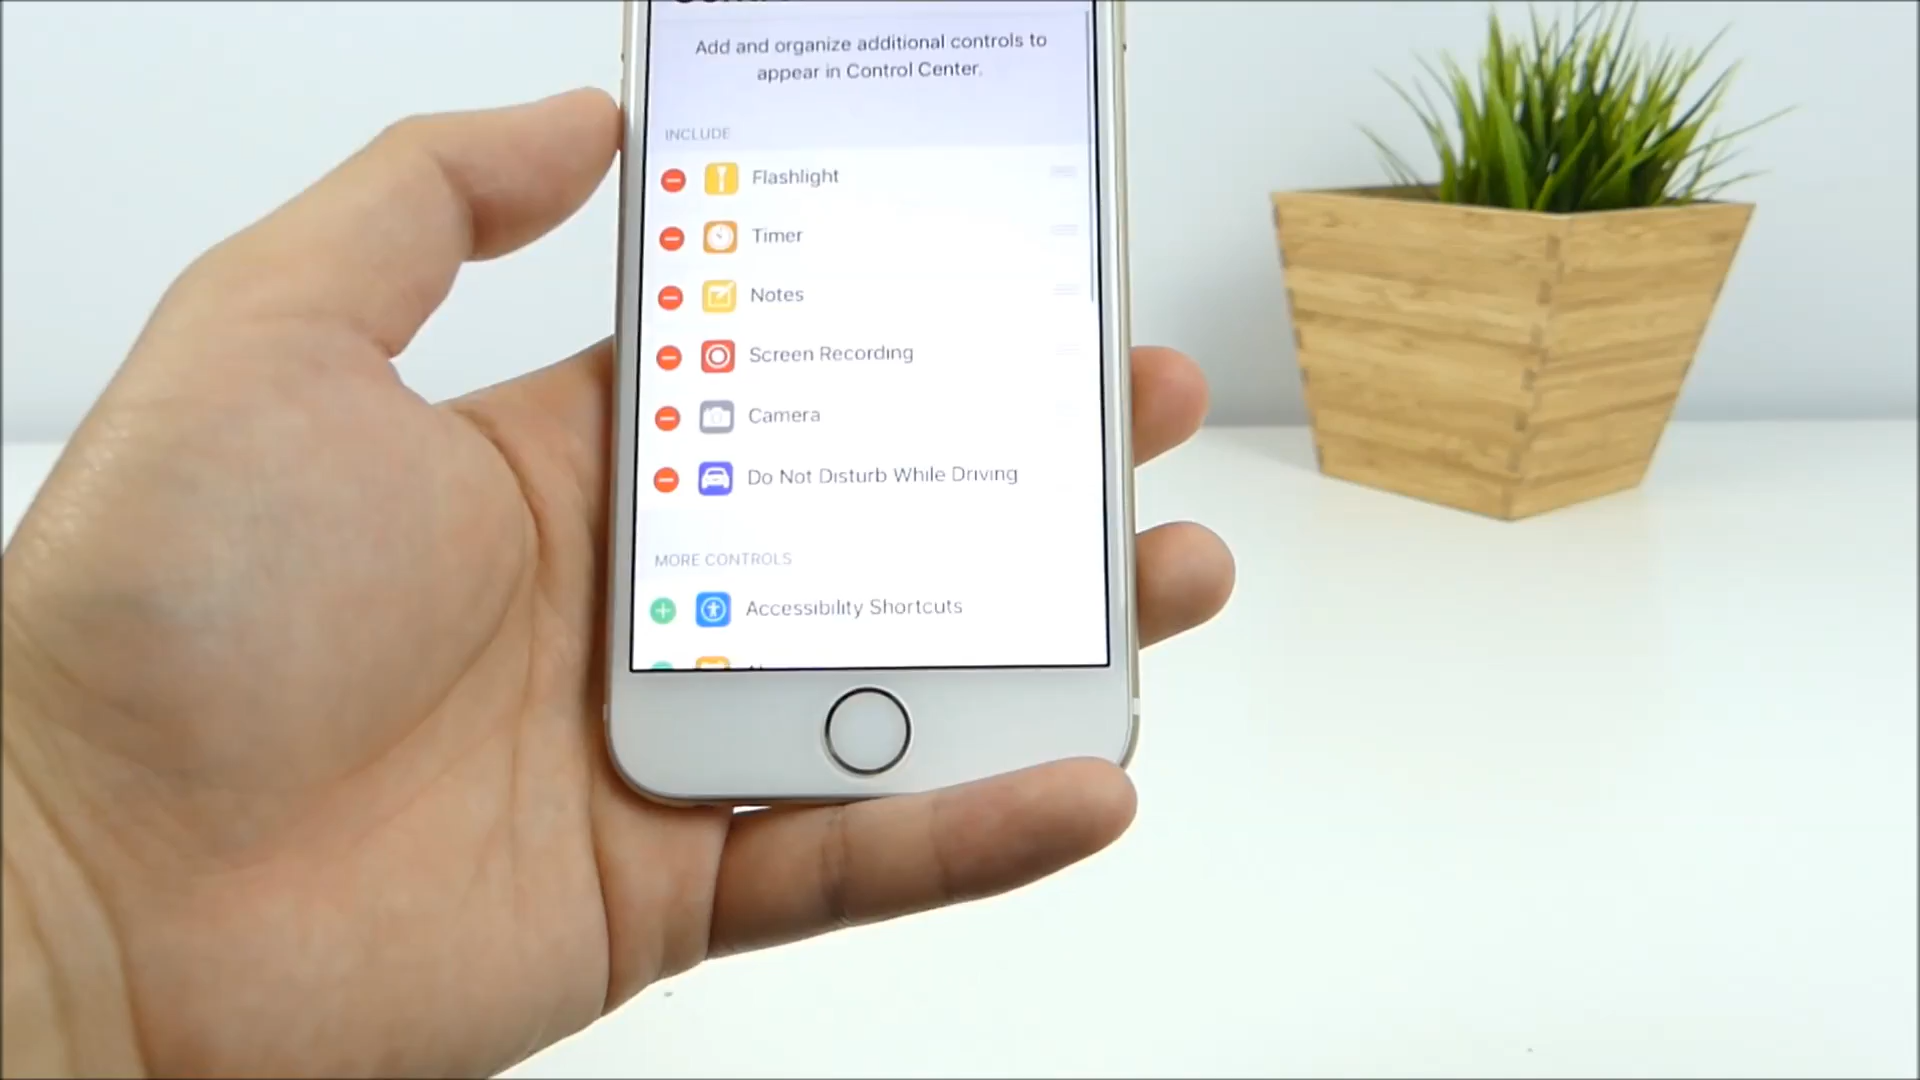 Add and organize additional controls to
appear in Control Center.
INCLUDE
Flashlight
Timer
Notes
Screen Recording
Camera
Do Not Disturb While Driving
MORE CONTROLS
Accessibility Shortcuts